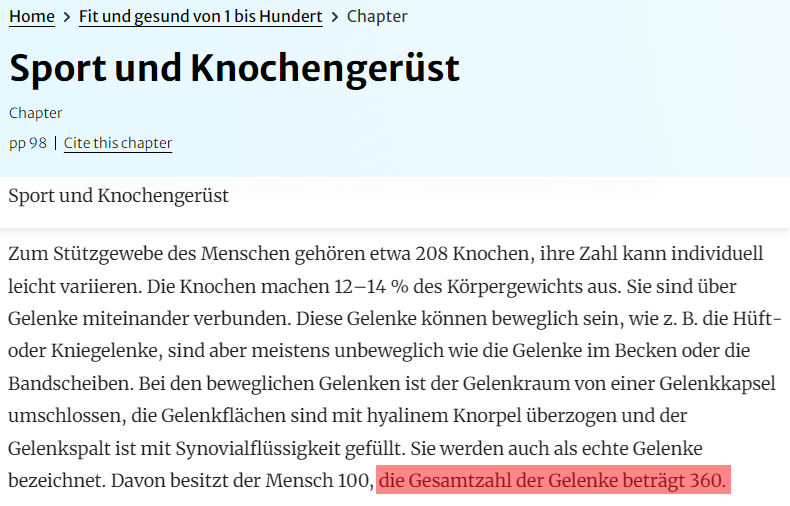 Home > Fit und gesund von 1 bis Hundert > Chapter
Sport und Knochengerüst
Chapter
pp 98 | Cite this chapter
Sport und Knochengerüst
Zum Stützgewebe des Menschen gehören etwa 208 Knochen, ihre Zahl kann individuell
leicht variieren. Die Knochen machen 12–14 % des Körpergewichts aus. Sie sind über
Gelenke miteinander verbunden. Diese Gelenke können beweglich sein, wie z. B. die Hüft-
oder Kniegelenke, sind aber meistens unbeweglich wie die Gelenke im Becken oder die
Bandscheiben. Bei den beweglichen Gelenken ist der Gelenkraum von einer Gelenkkapsel
umschlossen, die Gelenkflächen sind mit hyalinem Knorpel überzogen und der
Gelenkspalt ist mit Synovialflüssigkeit gefüllt. Sie werden auch als echte Gelenke
bezeichnet. Davon besitzt der Mensch 100, die Gesamtzahl der Gelenke beträgt 360.